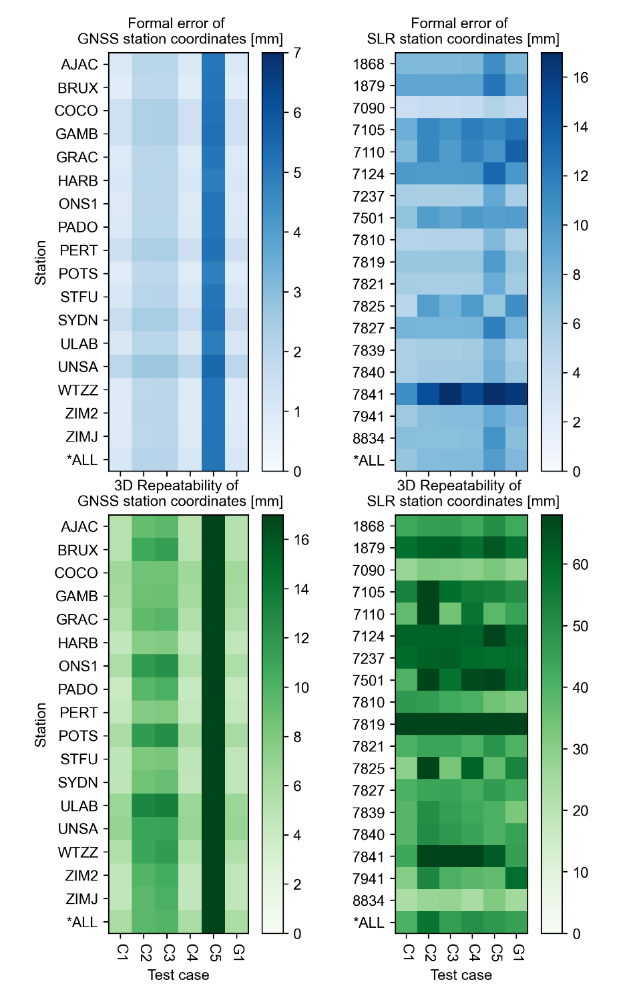 Formal error of
GNSS station coordinates [mm]
AJAC
BRUX
COCO
GAMB
GRAC
HARB
ONS1
PADO
PERT
POTS
STFU
SYDN
ULAB
UNSA
WTZZ
ZIM2
ZIMJ
*ALL
Station
7
6
5
4
3
2
1
0
Formal error of
SLR station coordinates [mm]
1868
1879
7090
7105
7110
7124
7237
7501
7810
7819
7821
7825
7827
7839
7840
7841
7941
8834
*ALL
16
14
12
10
8
6
4
2
0
3D Repeatability of
GNSS station coordinates [mm]
AJAC
BRUX
COCO
GAMB
GRAC
HARB
ONS1
PADO
PERT
POTS
STFU
SYDN
ULAB
UNSA
WTZZ
ZIM2
ZIMJ
*ALL
Station
16
14
12
10
8
6
4
2
0
C1 C2 C3 C4 C5 G1
Test case
3D Repeatability of
SLR station coordinates [mm]
1868
1879
7090
7105
7110
7124
7237
7501
7810
7819
7821
7825
7827
7839
7840
7841
7941
8834
*ALL
60
50
40
30
20
10
0
C1 C2 C3 C4 C5 G1
Test case